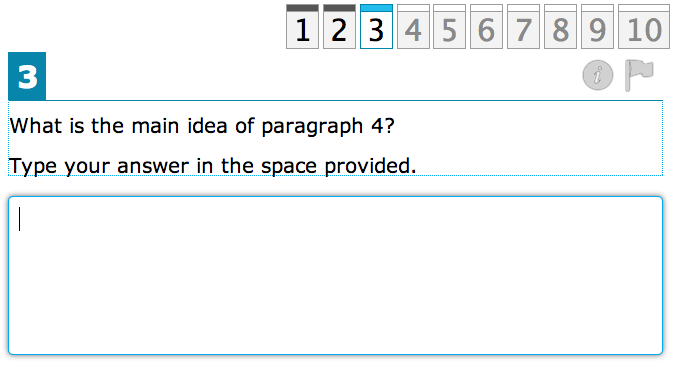 1 2 3 4 5 6 7 8 9 10
3 i
What is the main idea of paragraph 4?
Type your answer in the space provided.